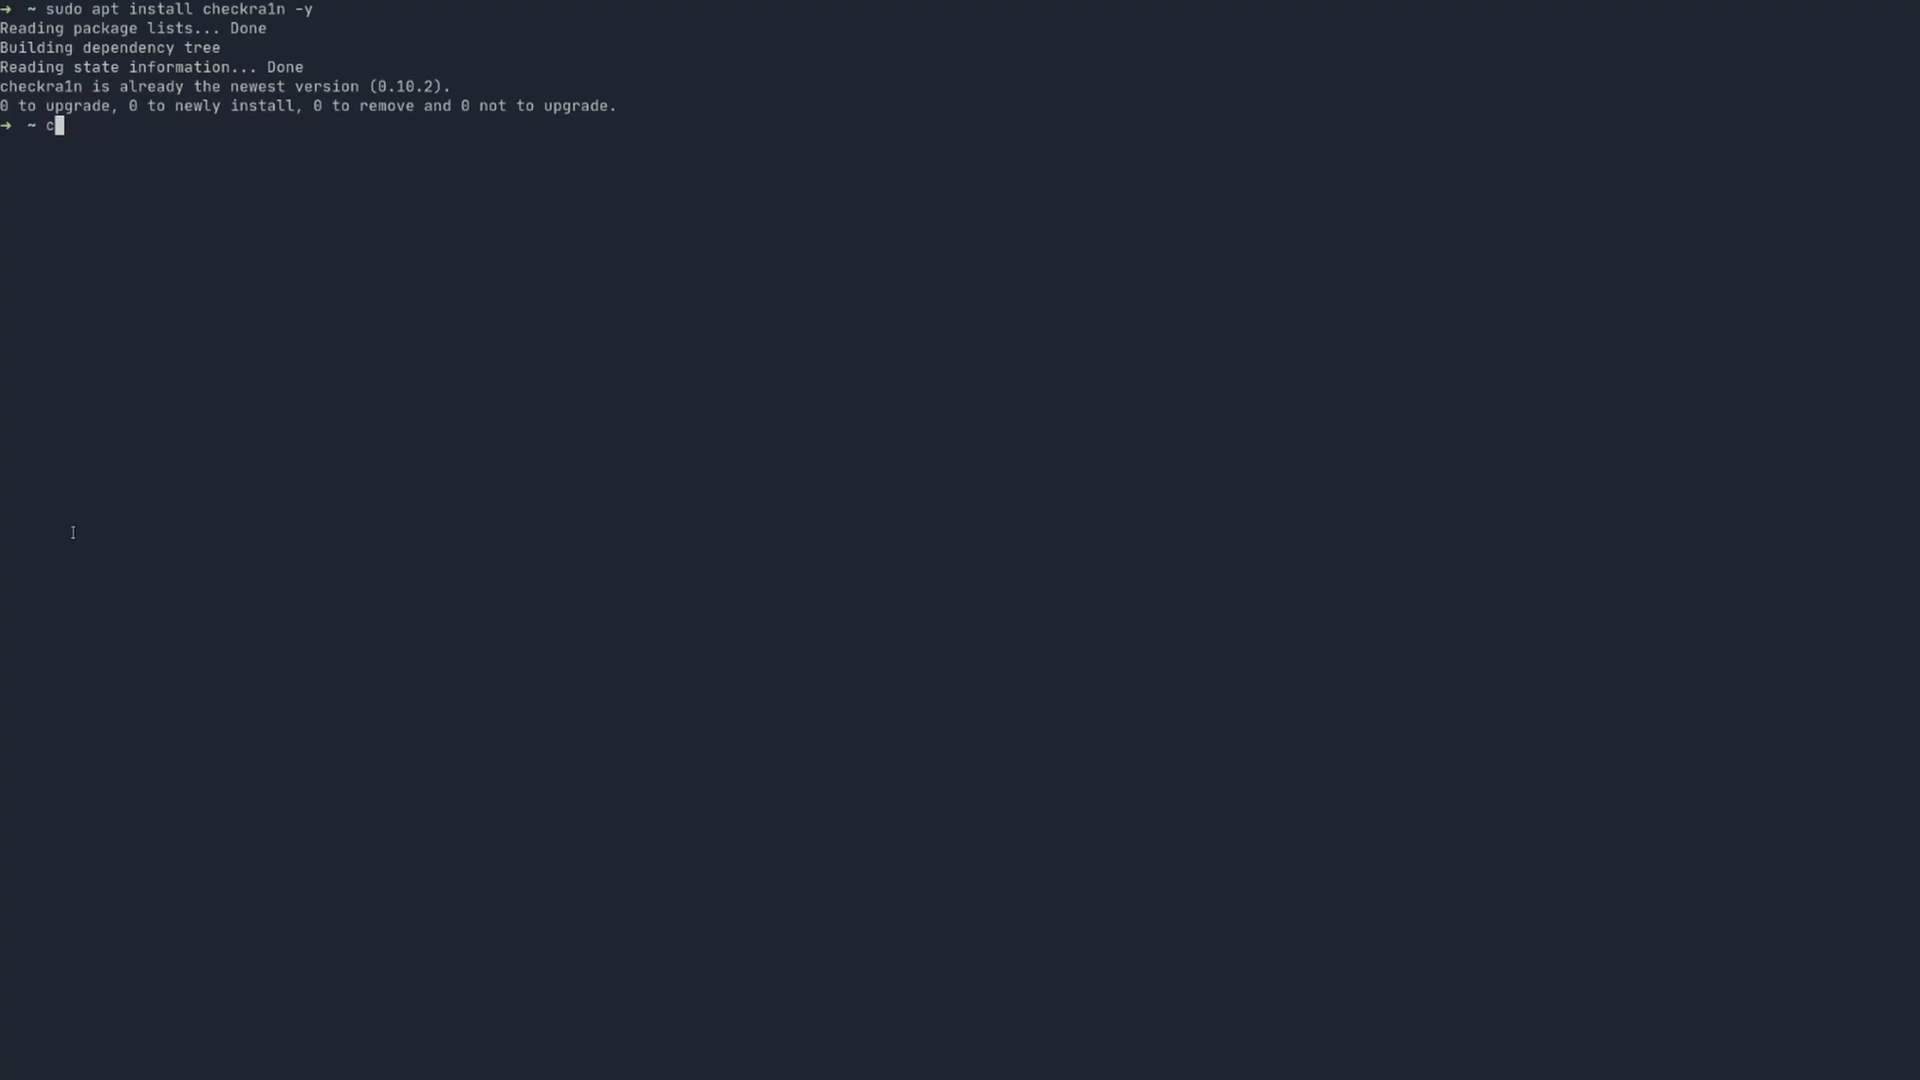 ➜  ~ sudo apt install checkra1n -y
Reading package lists... Done
Building dependency tree
Reading state information... Done
checkra1n is already the newest version (0.10.2).
0 to upgrade, 0 to newly install, 0 to remove and 0 not to upgrade.
➜  ~ c